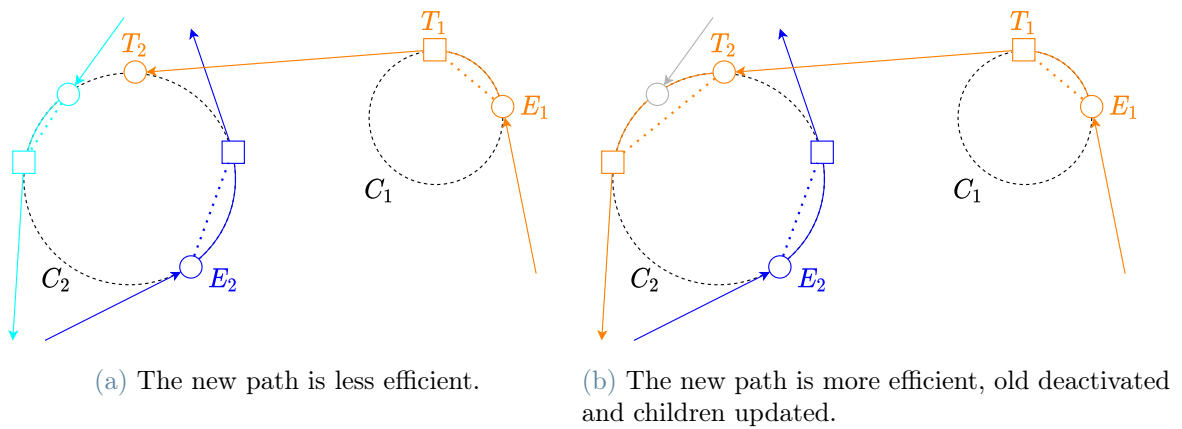 T₁
T₂
E₁
C₁
C₂
E₂
T₁
T₂
E₁
C₁
C₂
E₂
(a) The new path is less efficient.
(b) The new path is more efficient, old deactivated
and children updated.